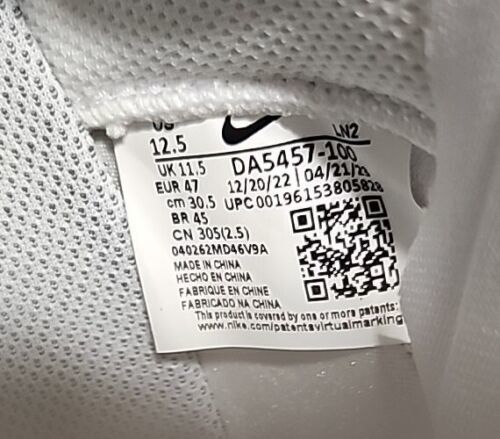 US LN2
12.5 DA5457-100
UK 11.5 12/20/22 | 04/21/23
EUR 47 UPC00196153805828
cm 30.5
BR 45
CN 305(2.5)
040262MD46V9A
MADE IN CHINA
HECHO EN CHINA
FABRIQUE EN CHINE
FABRICADO NA CHINA
This product is covered by one or more
www.nike.com/patentsvirtualmarking